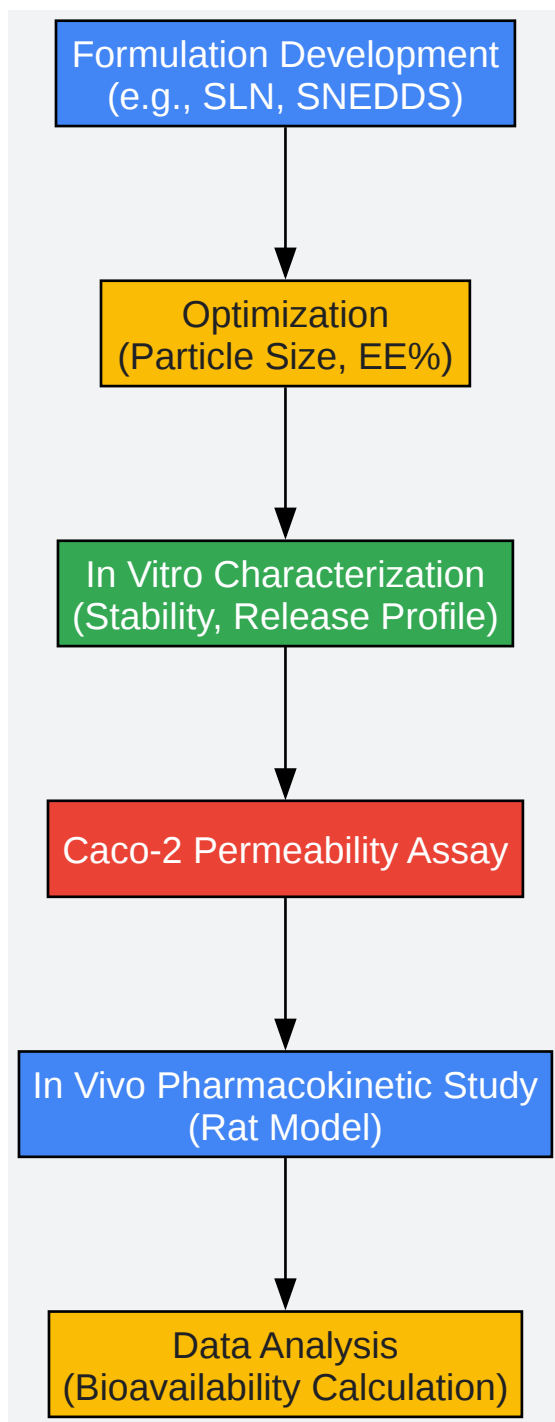 Formulation Development
(e.g., SLN, SNEDDS)
Optimization
(Particle Size, EE%)
In Vitro Characterization
(Stability, Release Profile)
Caco-2 Permeability Assay
In Vivo Pharmacokinetic Study
(Rat Model)
Data Analysis
(Bioavailability Calculation)